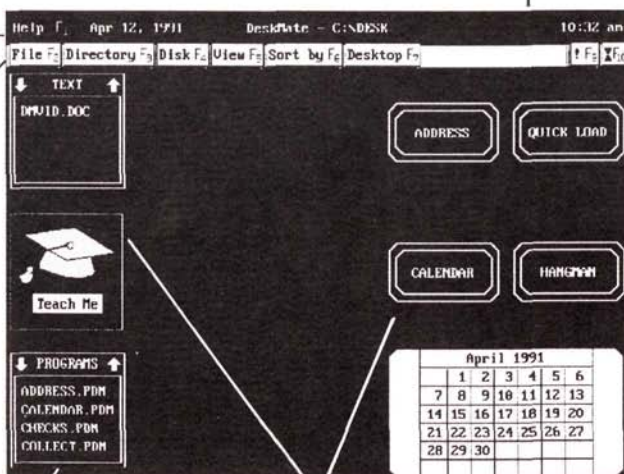 Help F1 Apr 12, 1991 DeskMate - C:\DESK 10:32 am
File F2 Directory F3 Disk F4 View F5 Sort by F6 Desktop F7 ! F8 F10
TEXT
DMVID.DOC
ADDRESS QUICK LOAD
Teach Me
CALENDAR HANGMAN
PROGRAMS
ADDRESS.PDM
CALENDAR.PDM
CHECKS.PDM
COLLECT.PDM
April 1991
1 2 3 4 5 6
7 8 9 10 11 12 13
14 15 16 17 18 19 20
21 22 23 24 25 26 27
28 29 30